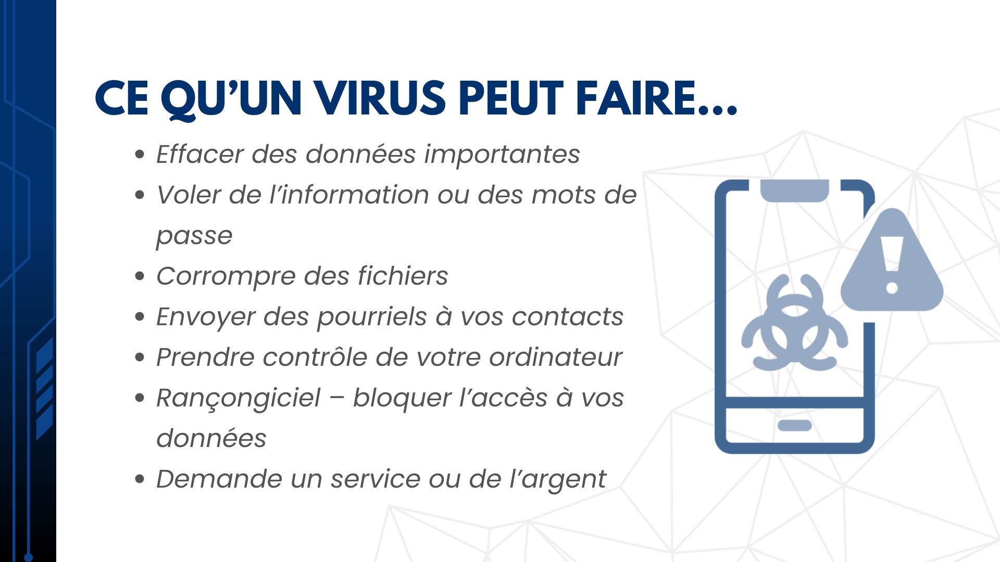 CE QU’UN VIRUS PEUT FAIRE...
• Effacer des données importantes
• Voler de l’information ou des mots de
passe
• Corrompre des fichiers
• Envoyer des pourriels à vos contacts
• Prendre contrôle de votre ordinateur
• Rançongiciel – bloquer l’accès à vos
données
• Demande un service ou de l’argent